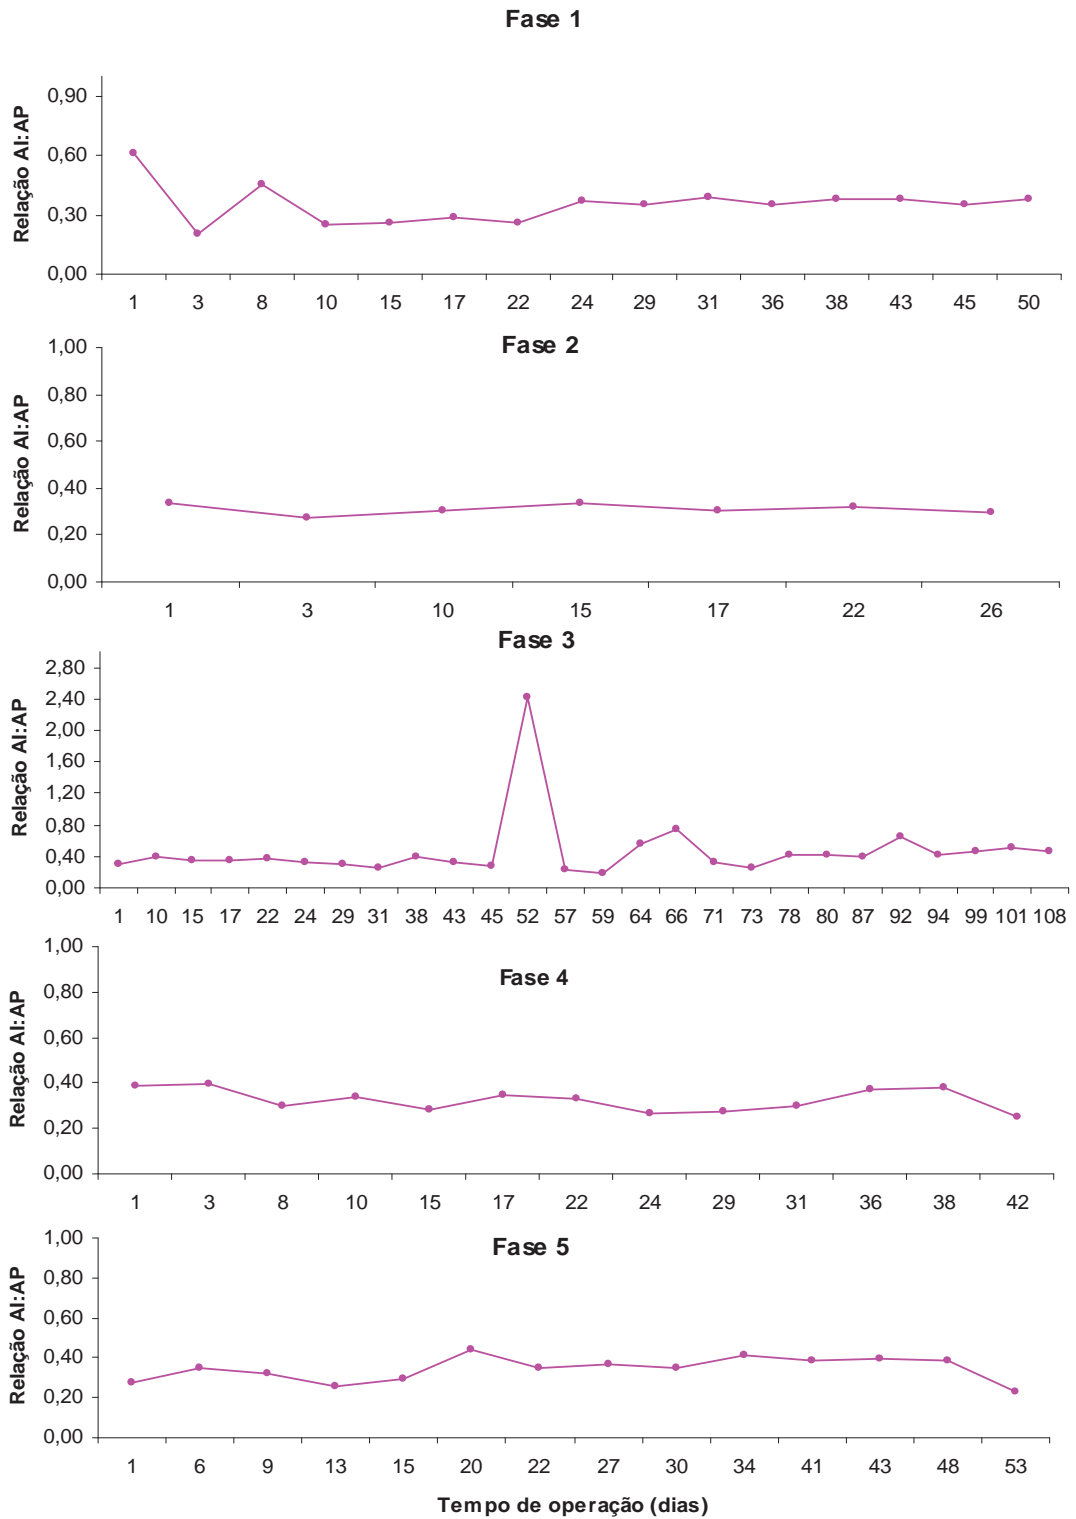 Fase 1
Relação AI:AP
0,90
0,60
0,30
0,00
1 3 8 10 15 17 22 24 29 31 36 38 43 45 50
Fase 2
Relação AI:AP
1,00
0,80
0,60
0,40
0,20
0,00
1 3 10 15 17 22 26
Fase 3
Relação AI:AP
2,80
2,40
2,00
1,60
1,20
0,80
0,40
0,00
1 10 15 17 22 24 29 31 38 43 45 52 57 59 64 66 71 73 78 80 87 92 94 99 101 108
Fase 4
Relação AI:AP
1,00
0,80
0,60
0,40
0,20
0,00
1 3 8 10 15 17 22 24 29 31 36 38 42
Fase 5
Relação AI:AP
1,00
0,80
0,60
0,40
0,20
0,00
1 6 9 13 15 20 22 27 30 34 41 43 48 53
Tempo de operação (dias)